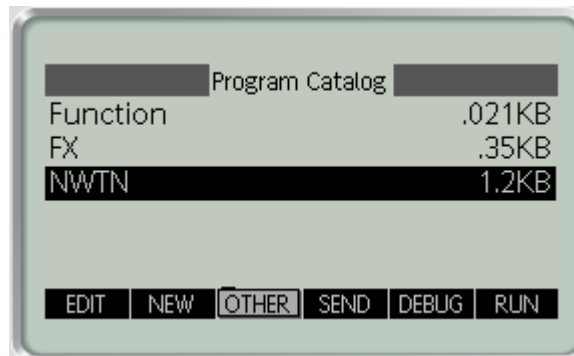 Program Catalog
Function .021KB
FX .35KB
NWTN 1.2KB
EDIT NEW OTHER SEND DEBUG RUN